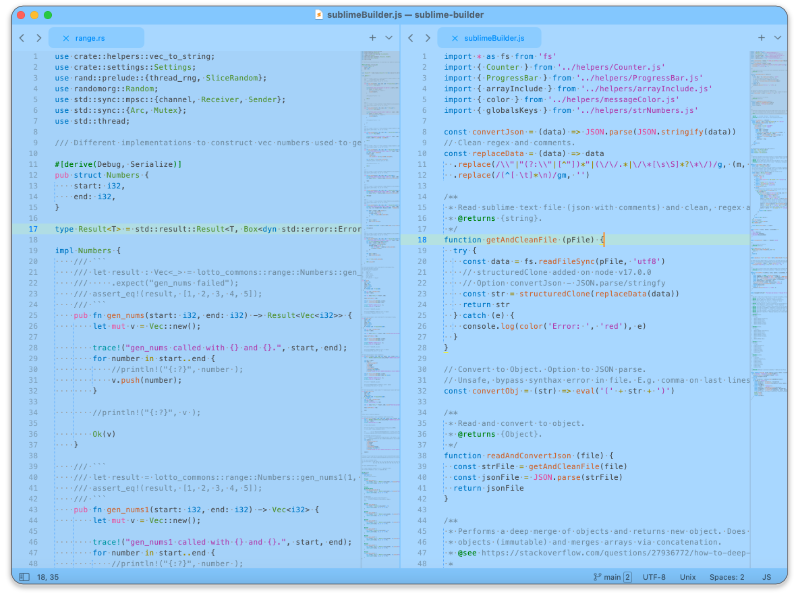 sublimeBuilder.js — sublime-builder
range.rs
1 use crate::helpers::vec_to_string;
2 use crate::settings::Settings;
3 use rand::prelude::{thread_rng, SliceRandom};
4 use randomorg::Random;
5 use std::sync::mpsc::{channel, Receiver, Sender};
6 use std::sync::{Arc, Mutex};
7 use std::thread;
8
9 /// Different implementations to construct vec numbers used to ge
10
11 #[derive(Debug, Serialize)]
12 pub struct Numbers {
13 start: i32,
14 end: i32,
15 }
16
17 type Result<T> = std::result::Result<T, Box<dyn std::error::Error
18
19 impl Numbers {
20 /// ```
21 /// let result : Vec<_> = lotto_commons::range::Numbers::gen_
22 /// .expect("gen_nums failed");
23 /// assert_eq!(result, [1, 2, 3, 4, 5]);
24 /// ```
25 pub fn gen_nums(start: i32, end: i32) -> Result<Vec<i32>> {
26 let mut v = Vec::new();
27
28 trace!("gen_nums called with {} and {}.", start, end);
29 for number in start..end {
30 //println!("{:?}", number );
31 v.push(number);
32 }
33
34 //println!("{:?}", v );
35
36 Ok(v)
37 }
38
39 /// ```
40 /// let result = lotto_commons::range::Numbers::gen_nums1(1,
41 /// assert_eq!(result, [1, 2, 3, 4, 5]);
42 /// ```
43 pub fn gen_nums1(start: i32, end: i32) -> Vec<i32> {
44 let mut v = Vec::new();
45
46 trace!("gen_nums1 called with {} and {}.", start, end);
47 for number in start..end {
48 //println!("{:?}", number );
sublimeBuilder.js
1 import * as fs from 'fs'
2 import { Counter } from '../helpers/Counter.js'
3 import { ProgressBar } from '../helpers/ProgressBar.js'
4 import { arrayInclude } from '../helpers/arrayInclude.js'
5 import { color } from '../helpers/messageColor.js'
6 import { globalsKeys } from '../helpers/strNumbers.js'
7
8 const convertJson = (data) => JSON.parse(JSON.stringify(data))
9 // Clean regex and comments.
10 const replaceData = (data) => data
11 .replace(/\\"|"(?:\\"|[^"])*"|(\/\/.*|\/\*[\s\S]*?\*\/)/g, (m,
12 .replace(/(^[ \t]*\n)/gm, '')
13
14 /**
15 * Read sublime text file (json with comments) and clean, regex a
16 * @returns {string}.
17 */
18 function getAndCleanFile (pFile) {
19 try {
20 const data = fs.readFileSync(pFile, 'utf8')
21 // structuredClone added on node v17.0.0
22 // Option convertJson - JSON.parse/stringfy
23 const str = structuredClone(replaceData(data))
24 return str
25 } catch (e) {
26 console.log(color('Error: ', 'red'), e)
27 }
28 }
29
30 // Convert to Object. Option to JSON.parse.
31 // Unsafe, bypass synthax error in file. E.g. comma on last lines
32 const convertObj = (str) => eval('(' + str + ')')
33
34 /**
35 * Read and convert to object.
36 * @returns {Object}.
37 */
38 function readAndConvertJson (file) {
39 const strFile = getAndCleanFile(file)
40 const jsonFile = JSON.parse(strFile)
41 return jsonFile
42 }
43
44 /**
45 * Performs a deep merge of objects and returns new object. Does
46 * objects (immutable) and merges arrays via concatenation.
47 * @see https://stackoverflow.com/questions/27936772/how-to-deep-
48 *
18, 35
main 2 UTF-8 Unix Spaces: 2 JS